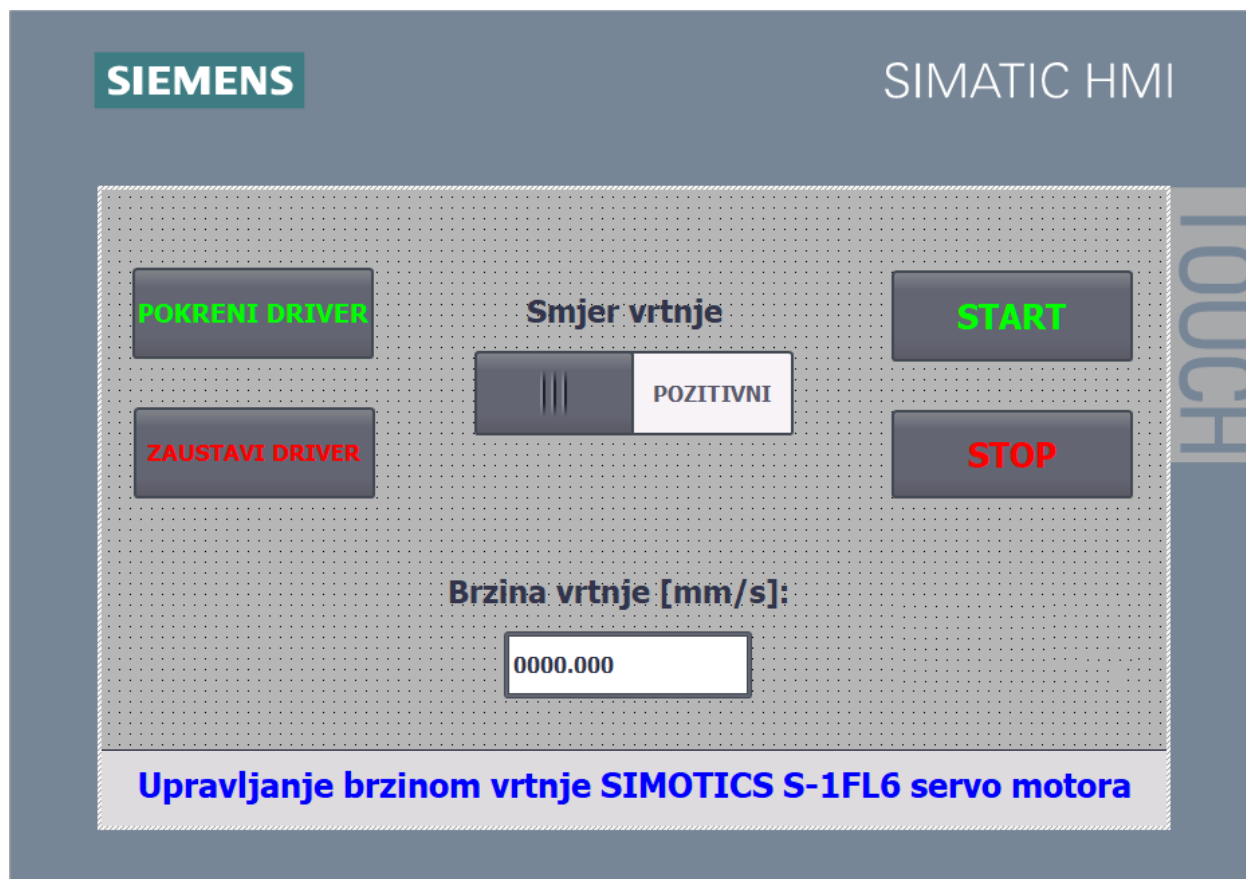 SIEMENS
SIMATIC HMI
TOUCH
POKRENI DRIVER
Smjer vrtnje
START
POZITIVNI
ZAUSTAVI DRIVER
STOP
Brzina vrtnje [mm/s]:
0000.000
Upravljanje brzinom vrtnje SIMOTICS S-1FL6 servo motora